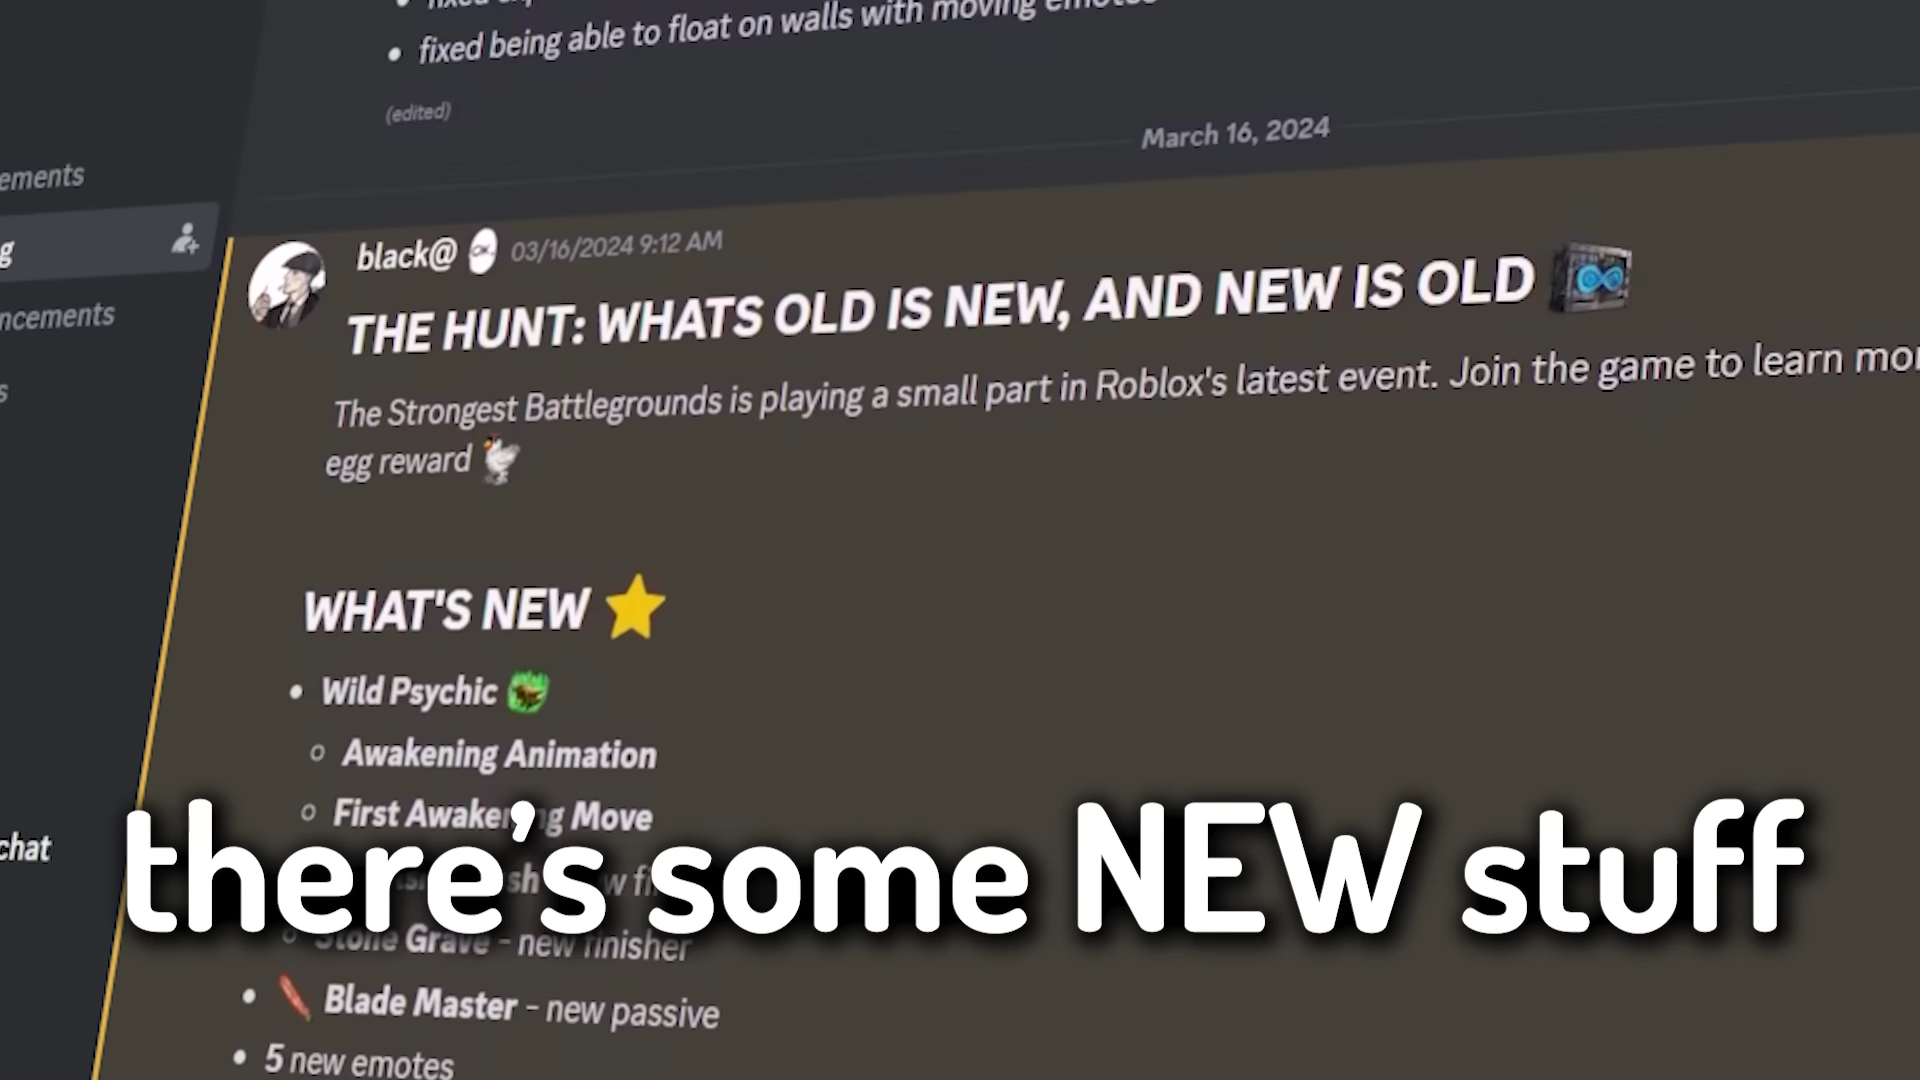 fixed being able to float on walls with moving emotes
(edited)
March 16, 2024
ements
g
ncements
s
chat
black@ 03/16/2024 9:12 AM
THE HUNT: WHATS OLD IS NEW, AND NEW IS OLD
The Strongest Battlegrounds is playing a small part in Roblox's latest event. Join the game to learn mor
egg reward
WHAT'S NEW
Wild Psychic
Awakening Animation
First Awakening Move
Stone Grave - new finisher
Blade Master - new passive
5 new emotes
there's some NEW stuff